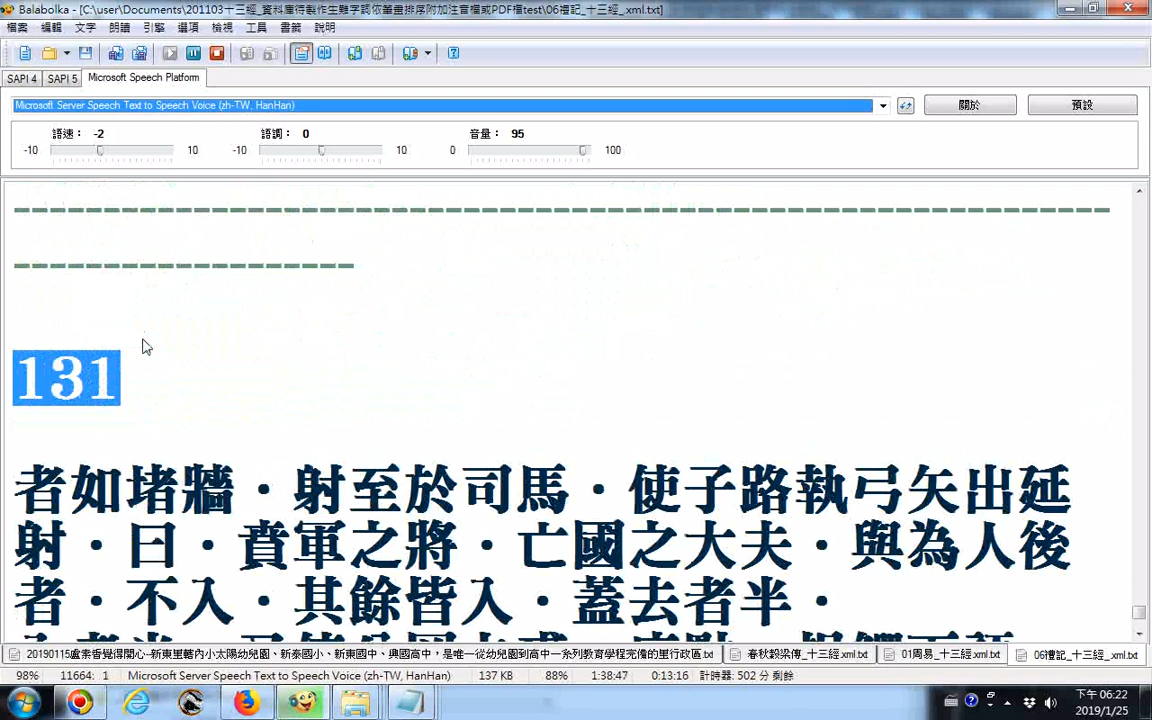 Balabolka - [C:\user\Documents\201103十三經_資料庫得製作生難字詞依筆畫排序附加注音檔或PDF檔test\06禮記_十三經_.xml.txt]
檔案 編輯 文字 朗讀 引擎 選項 檢視 工具 書籤 說明
SAPI 4 SAPI 5 Microsoft Speech Platform
Microsoft Server Speech Text to Speech Voice (zh-TW, HanHan) 關於 預設
語速： -2 語調： 0 音量： 95
-10 10 -10 10 0 100
131
者如堵牆．射至於司馬．使子路執弓矢出延
射．曰．賁軍之將．亡國之大夫．與為人後
者．不入．其餘皆入．蓋去者半．
20190115盧素香覺得開心--新東里轄內小太陽幼兒園、新泰國小、新東國中、興國高中，是唯一從幼兒園到高中一系列教育學程完備的里行政區.txt 春秋穀梁傳_十三經.txt 01周易_十三經.txt 06禮記_十三經_.xml.txt
98% 11664: 1 Microsoft Server Speech Text to Speech Voice (zh-TW, HanHan) 137 KB 88% 1:38:47 0:13:16 計時器: 502 分 剩餘
下午 06:22
2019/1/25